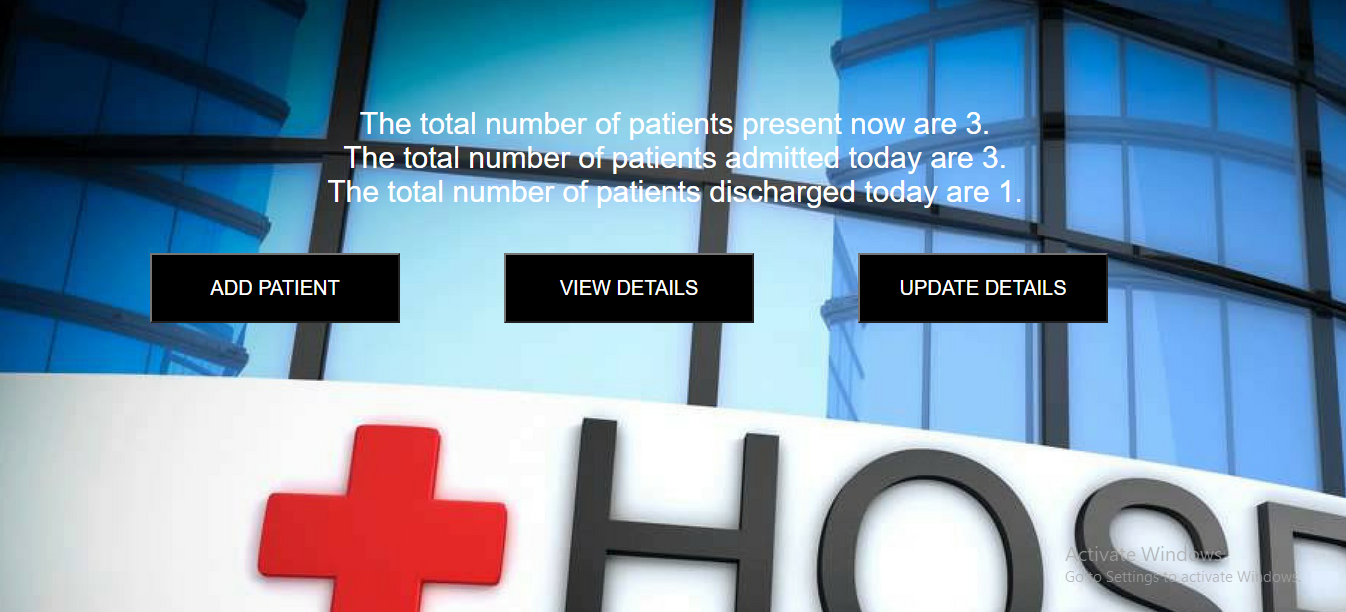 The total number of patients present now are 3.
The total number of patients admitted today are 3.
The total number of patients discharged today are 1.
ADD PATIENT
VIEW DETAILS
UPDATE DETAILS
HOSP
Activate Windows
Go to Settings to activate Windows.